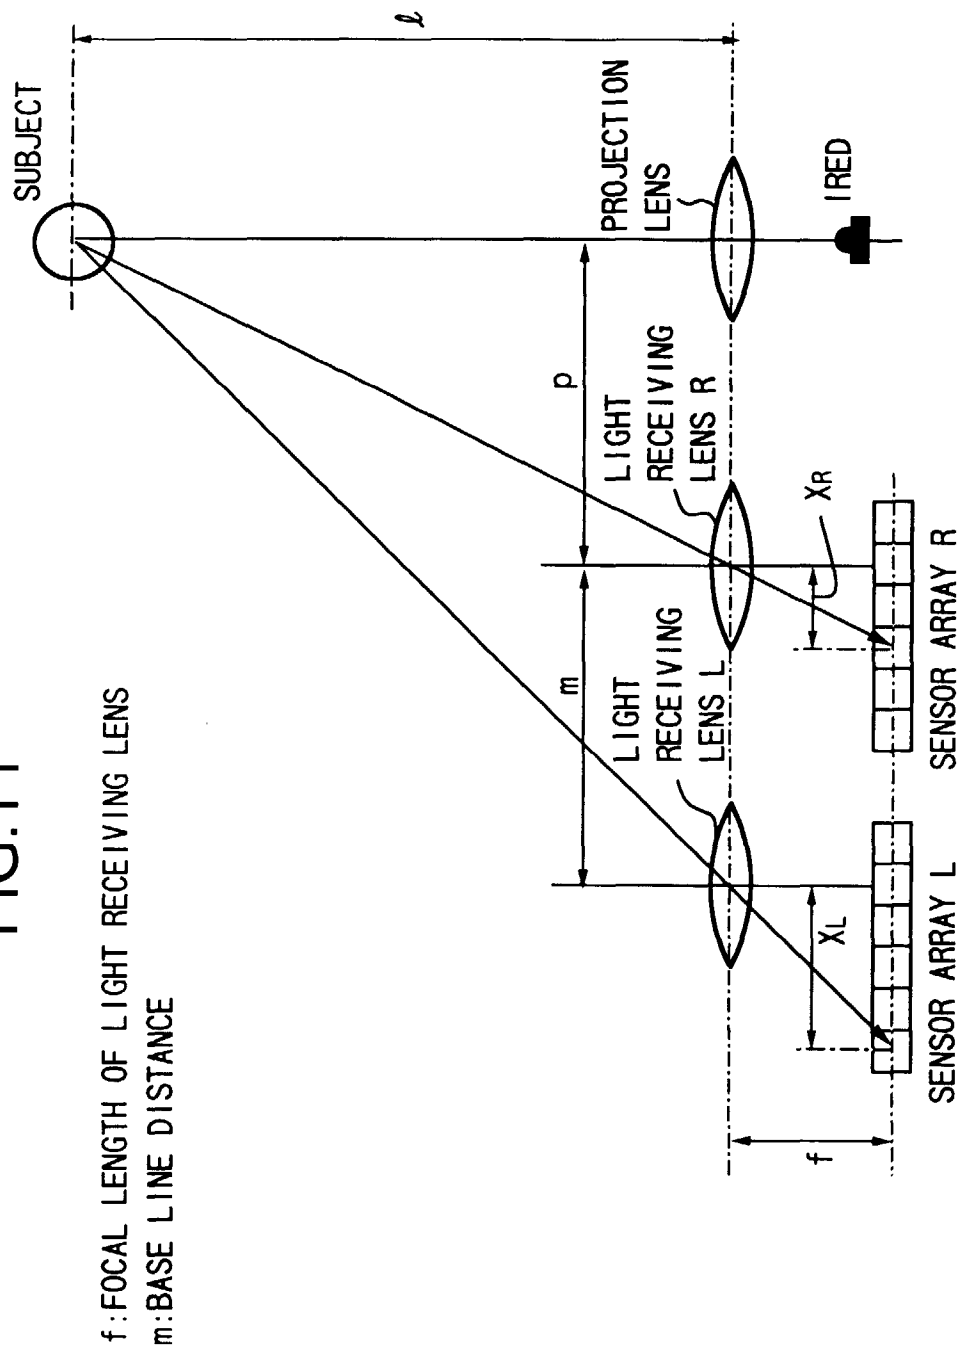 FIG.11
f:FOCAL LENGTH OF LIGHT RECEIVING LENS
m:BASE LINE DISTANCE
SUBJECT
ℓ
PROJECTION
LENS
IRED
p
LIGHT
RECEIVING
LENS R
XR
m
LIGHT
RECEIVING
LENS L
XL
f
SENSOR ARRAY R
SENSOR ARRAY L